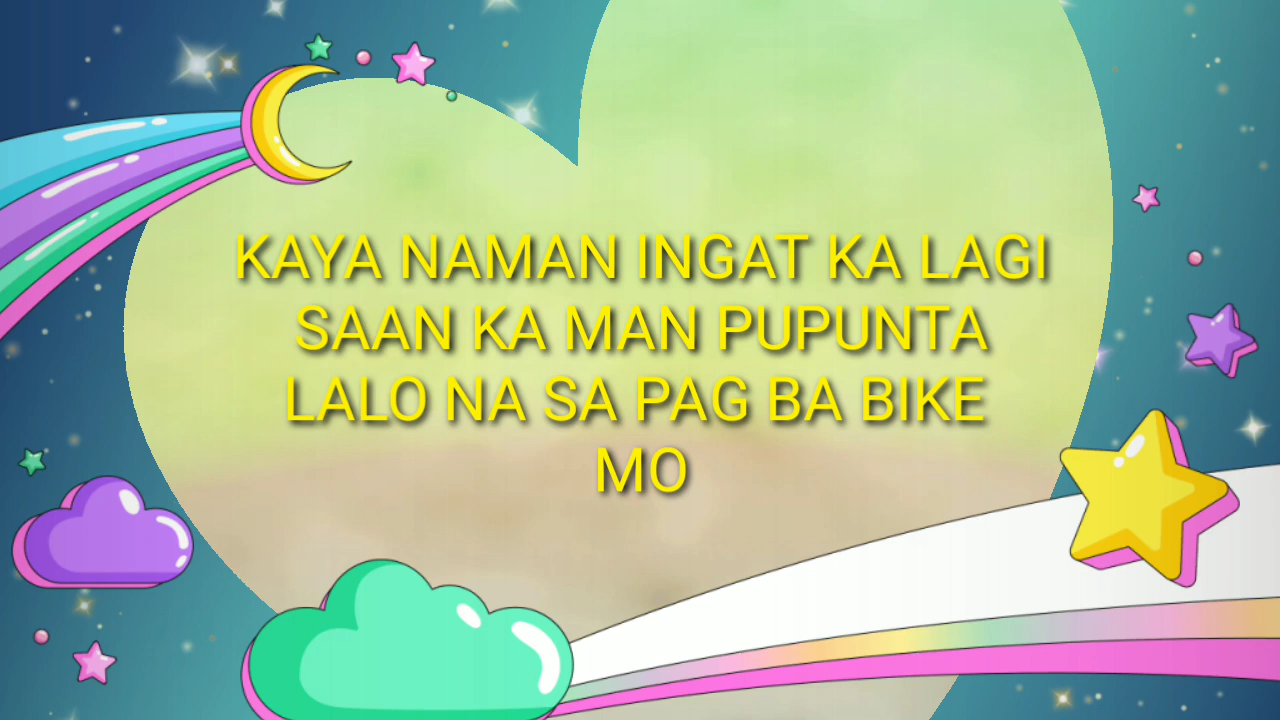 KAYA NAMAN INGAT KA LAGI
SAAN KA MAN PUPUNTA
LALO NA SA PAG BA BIKE
MO